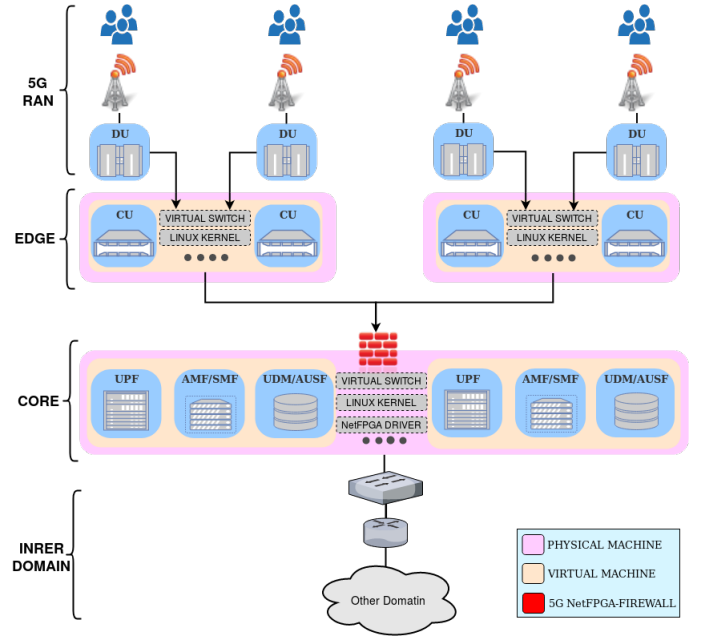 5G
RAN
DU
DU
DU
DU
EDGE
CU
VIRTUAL SWITCH
LINUX KERNEL
CU
CU
VIRTUAL SWITCH
LINUX KERNEL
CU
CORE
UPF
AMF/SMF
UDM/AUSF
VIRTUAL SWITCH
LINUX KERNEL
NetFPGA DRIVER
UPF
AMF/SMF
UDM/AUSF
INRER
DOMAIN
Other Domatin
PHYSICAL MACHINE
VIRTUAL MACHINE
5G NetFPGA-FIREWALL